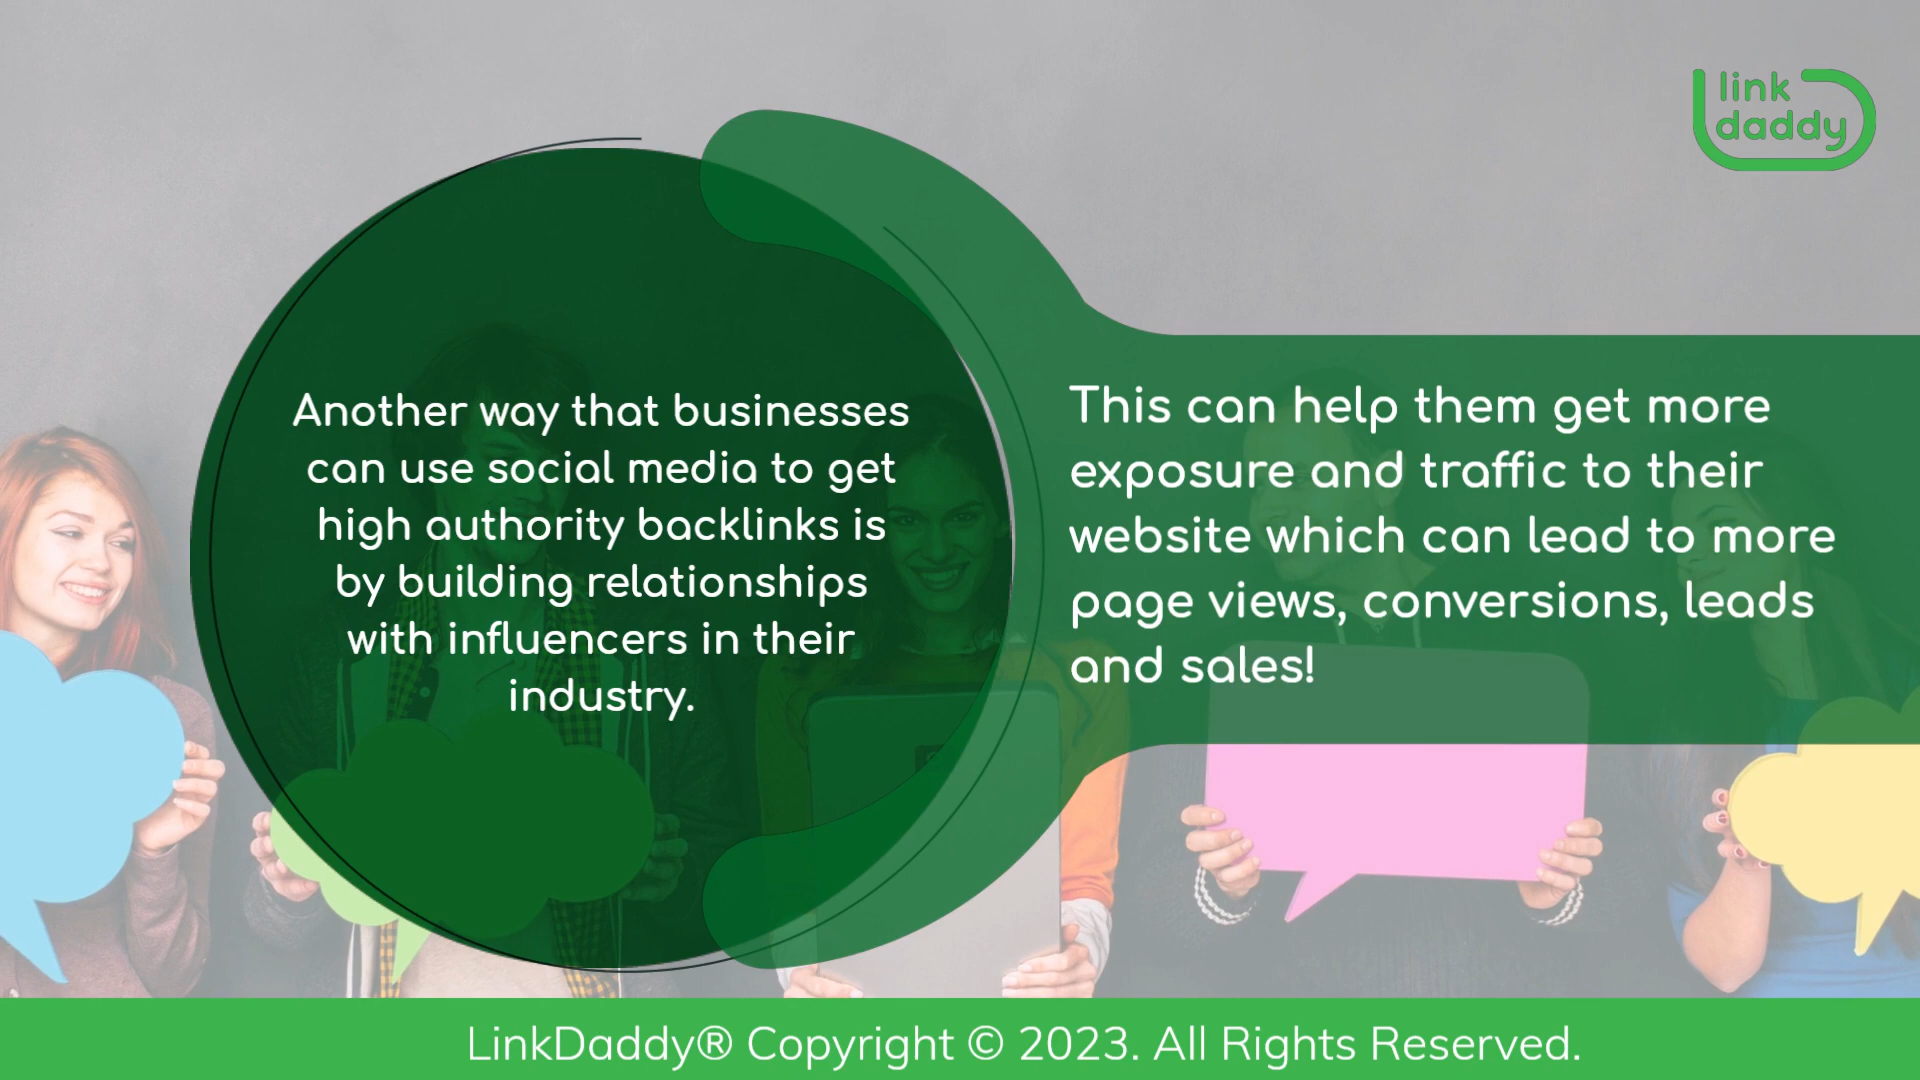 link
daddy
Another way that businesses
can use social media to get
high authority backlinks is
by building relationships
with influencers in their
industry.
This can help them get more
exposure and traffic to their
website which can lead to more
page views, conversions, leads
and sales!
LinkDaddy® Copyright © 2023. All Rights Reserved.